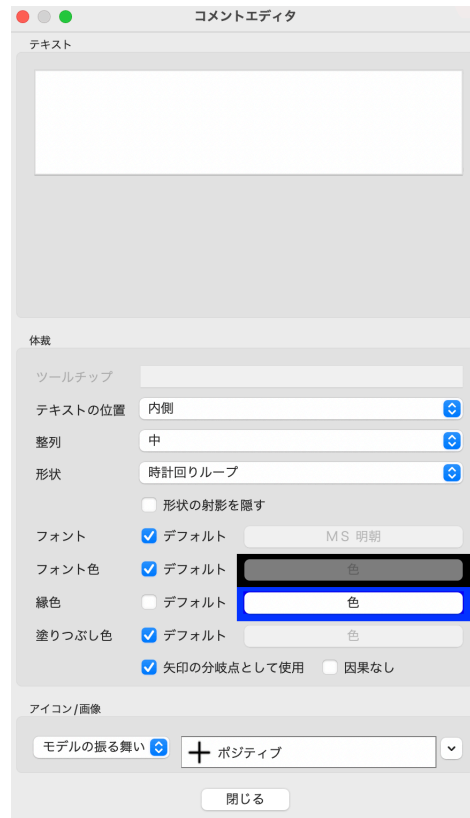 コメントエディタ
テキスト
体裁
ツールチップ
テキストの位置 内側
整列 中
形状 時計回りループ
形状の射影を隠す
フォント デフォルト MS 明朝
フォント色 デフォルト 色
縁色 デフォルト 色
塗りつぶし色 デフォルト 色
矢印の分岐点として使用 因果なし
アイコン/画像
モデルの振る舞い + ポジティブ
閉じる